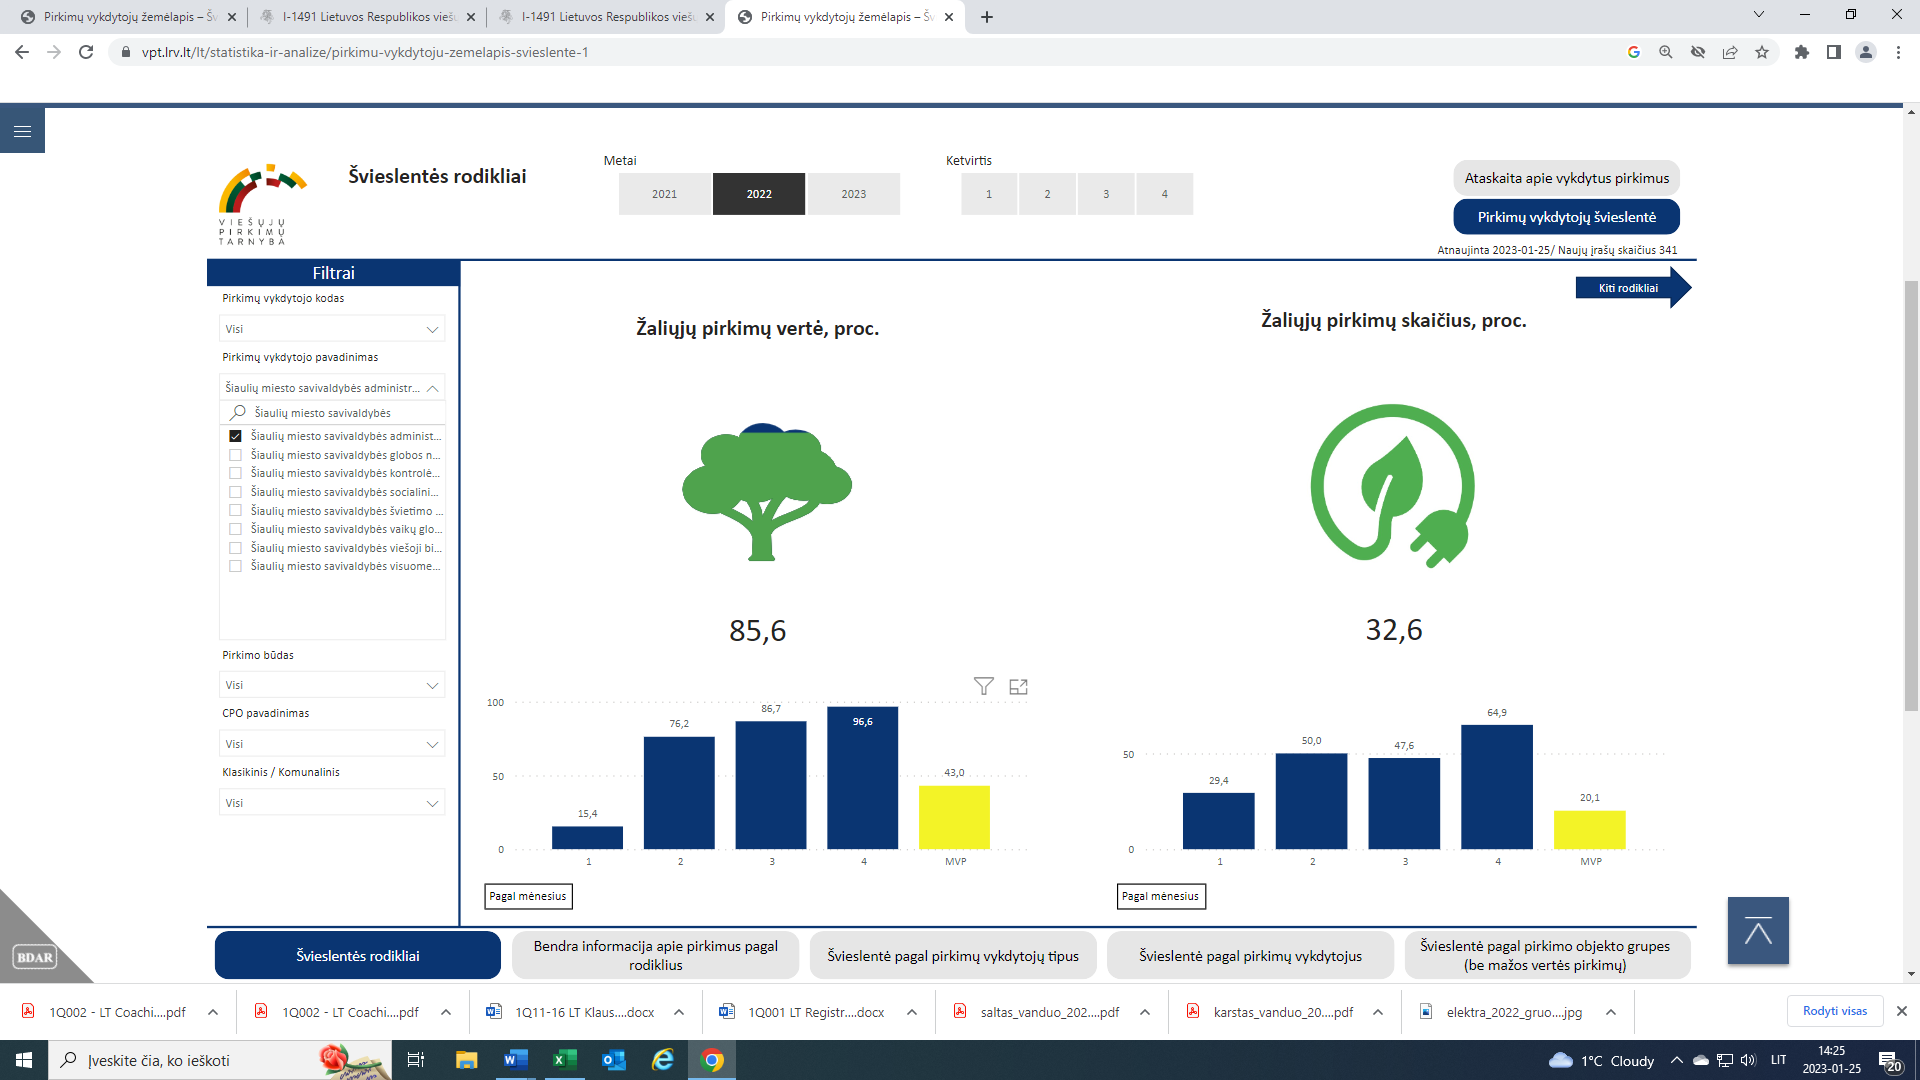 Pirkimų vykdytojų žemėlapis – Šv
I-1491 Lietuvos Respublikos viešų
I-1491 Lietuvos Respublikos viešų
Pirkimų vykdytojų žemėlapis – Šv
vpt.lrv.lt/lt/statistika-ir-analize/pirkimu-vykdytoju-zemelapis-svieslente-1
VIEŠŲJŲ
PIRKIMŲ
TARNYBA
Švieslentės rodikliai
Metai
2021
2022
2023
Ketvirtis
1
2
3
4
Ataskaita apie vykdytus pirkimus
Pirkimų vykdytojų švieslentė
Atnaujinta 2023-01-25/ Naujų įrašų skaičius 341
Filtrai
Kiti rodikliai
Pirkimų vykdytojo kodas
Visi
Pirkimų vykdytojo pavadinimas
Šiaulių miesto savivaldybės administr...
Šiaulių miesto savivaldybės
Šiaulių miesto savivaldybės administ...
Šiaulių miesto savivaldybės globos n...
Šiaulių miesto savivaldybės kontrolė...
Šiaulių miesto savivaldybės socialini...
Šiaulių miesto savivaldybės švietimo ...
Šiaulių miesto savivaldybės vaikų glo...
Šiaulių miesto savivaldybės viešoji bi...
Šiaulių miesto savivaldybės visuome...
Pirkimo būdas
Visi
CPO pavadinimas
Visi
Klasikinis / Komunalinis
Visi
Žaliųjų pirkimų vertė, proc.
85,6
100
50
0
15,4
76,2
86,7
96,6
43,0
1
2
3
4
MVP
Pagal mėnesius
Žaliųjų pirkimų skaičius, proc.
32,6
50
0
29,4
50,0
47,6
64,9
20,1
1
2
3
4
MVP
Pagal mėnesius
BDAR
Švieslentės rodikliai
Bendra informacija apie pirkimus pagal
rodiklius
Švieslentė pagal pirkimų vykdytojų tipus
Švieslentė pagal pirkimų vykdytojus
Švieslentė pagal pirkimo objekto grupes
(be mažos vertės pirkimų)
1Q002 - LT Coachi....pdf
1Q002 - LT Coachi....pdf
1Q11-16 LT Klaus....docx
1Q001 LT Registr....docx
saltas_vanduo_202....pdf
karstas_vanduo_20....pdf
elektra_2022_gruo....jpg
Rodyti visas
Įveskite čia, ko ieškoti
1°C Cloudy
LIT
14:25
2023-01-25
20